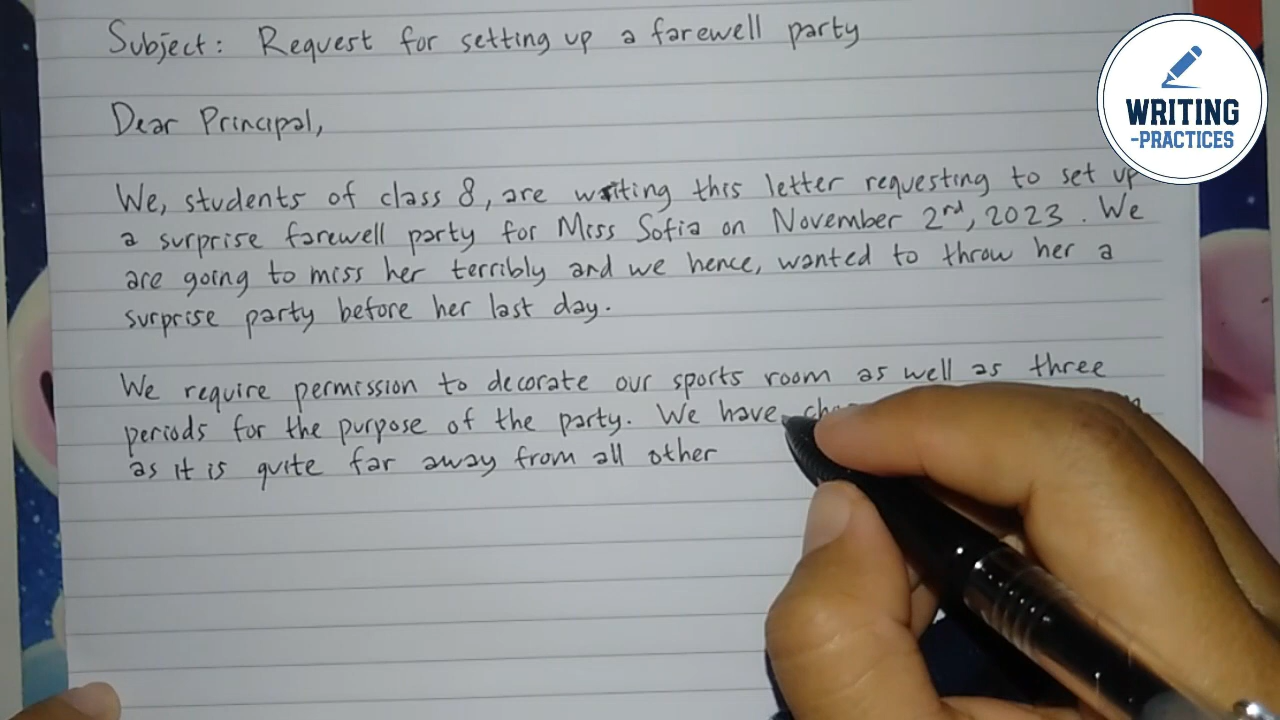 Subject: Request for setting up a farewell party
WRITING
-PRACTICES
Dear Principal,
We, students of class 8, are writing this letter requesting to set up
a surprise farewell party for Miss Sofia on November 2nd, 2023. We
are going to miss her terribly and we hence, wanted to throw her a
surprise party before her last day.
We require permission to decorate our sports room as well as three
periods for the purpose of the party. We have
as it is quite far away from all other